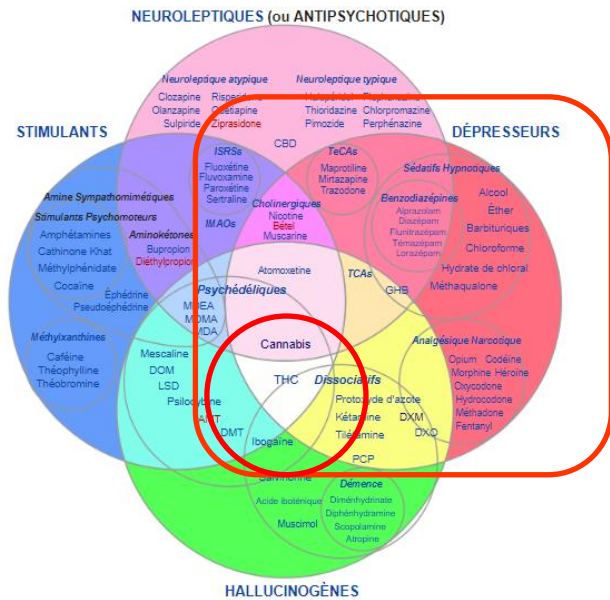 NEUROLEPTIQUES (ou ANTIPSYCHOTIQUES)
Neuroleptique atypique
Clozapine Risperidone
Olanzapine Quétiapine
Sulpiride Ziprasidone
Neuroleptique typique
Thioridazine Chlorpromazine
Pimozide Perphénazine
CBD
STIMULANTS
DÉPRESSEURS
ISRSs
Fluoxétine
Fluvoxamine
Paroxétine
Sertraline
IMAOs
TeCAs
Maprotiline
Mirtazapine
Trazodone
Cholinergiques
Nicotine
Bétel
Muscarine
Sédatifs Hypnotiques
Benzodiazépines
Alprazolam
Diazépam
Flunitrazépam
Témazépam
Lorazépam
Alcool
Éther
Barbituriques
Chloroforme
Hydrate de chloral
Méthaqualone
Amine Sympathomimétiques
Stimulants Psychomoteurs
Amphétamines
Cathinone Khat
Méthylphénidate
Cocaïne
Éphédrine
Pseudoéphédrine
Aminokétones
Bupropion
Diéthylpropion
Atomoxetine
TCAs
GHB
Psychédéliques
MDEA
MDMA
MDA
Cannabis
THC
Méthylxanthines
Caféine
Théophylline
Théobromine
Mescaline
DOM
LSD
Psilocybine
AMT
DMT
Ibogaïne
Dissociatifs
Protoxyde d'azote
Kétamine
DXM
Tilétamine
DXO
PCP
Analgésique Narcotique
Opium Codéine
Morphine Héroïne
Oxycodone
Hydrocodone
Méthadone
Fentanyl
Salvinorine
Acide iboténique
Muscimol
Démence
Diménhydrinate
Diphénhydramine
Scopolamine
Atropine
HALLUCINOGÈNES